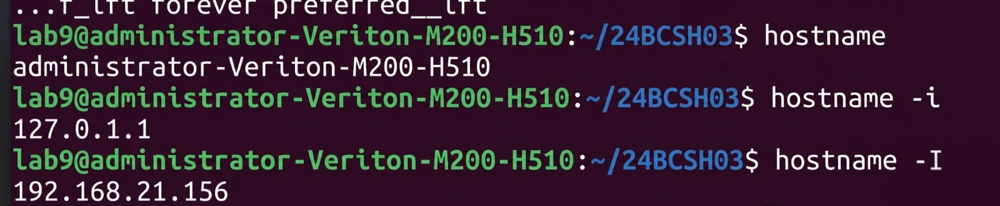 ...f_lft forever preferred__lft
lab9@administrator-Veriton-M200-H510:~/24BCSH03$ hostname
administrator-Veriton-M200-H510
lab9@administrator-Veriton-M200-H510:~/24BCSH03$ hostname -i
127.0.1.1
lab9@administrator-Veriton-M200-H510:~/24BCSH03$ hostname -I
192.168.21.156